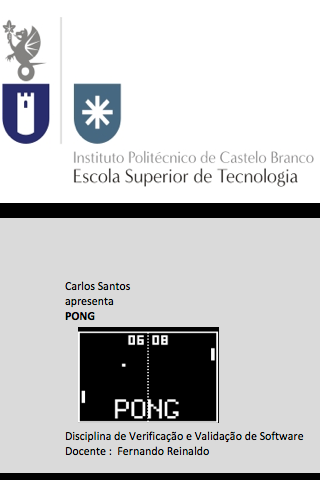 Instituto Politécnico de Castelo Branco
Escola Superior de Tecnologia
Carlos Santos
apresenta
PONG
06 08
PONG
Disciplina de Verificação e Validação de Software
Docente : Fernando Reinaldo